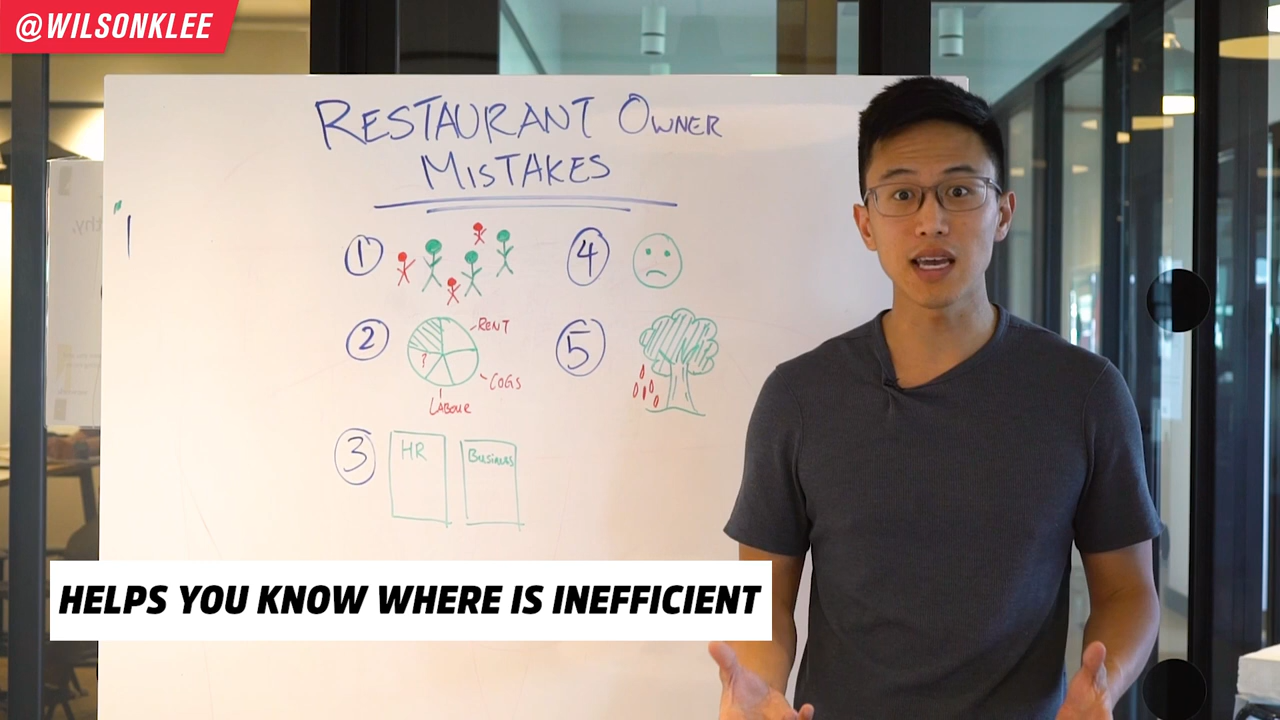 @WILSONKLEE
RESTAURANT OWNER
MISTAKES
1
2
? RENT
COGS
LABOUR
3
HR BUSINESS
4
5
HELPS YOU KNOW WHERE IS INEFFICIENT